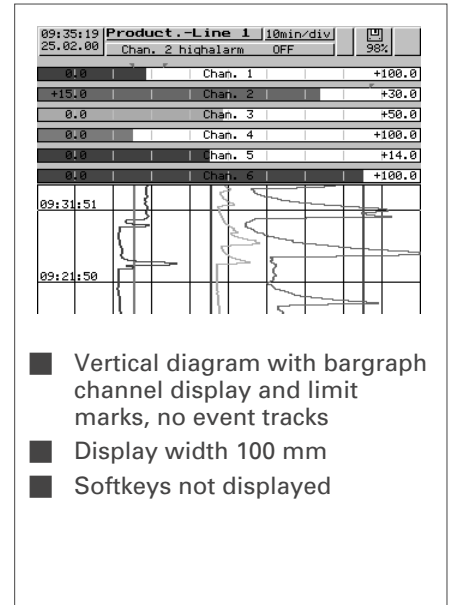 09:35:19 Product.-Line 1 10min/div
25.02.00 Chan. 2 highalarm OFF 98%
0.0 Chan. 1 +100.0
+15.0 Chan. 2 +30.0
0.0 Chan. 3 +50.0
0.0 Chan. 4 +100.0
0.0 Chan. 5 +14.0
0.0 Chan. 6 +100.0
09:31:51
09:21:50
Vertical diagram with bargraph
channel display and limit
marks, no event tracks
Display width 100 mm
Softkeys not displayed